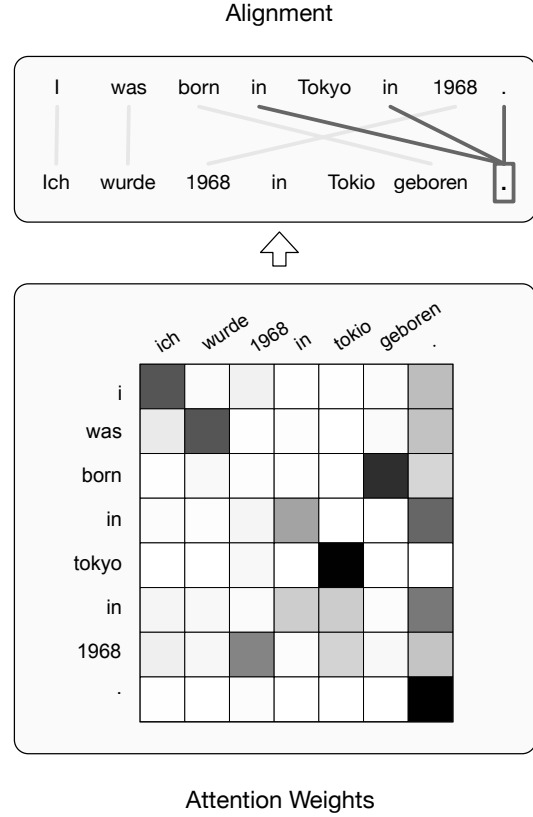 Alignment
I was born in Tokyo in 1968 .
Ich wurde 1968 in Tokio geboren .
ich wurde 1968 in tokio geboren .
i
was
born
in
tokyo
in
1968
.
Attention Weights